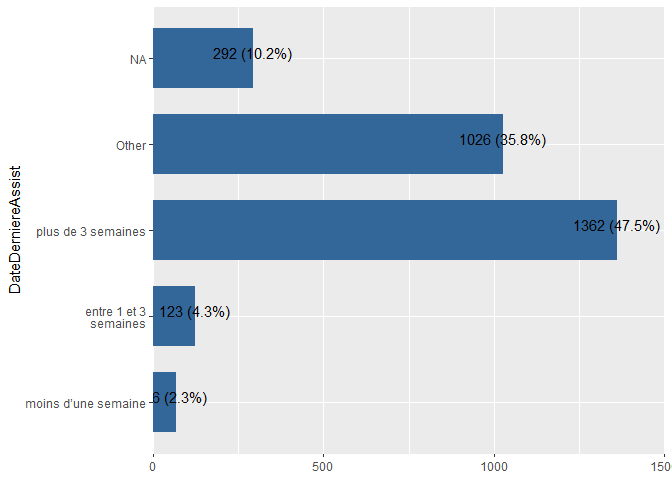 DateDerniereAssist
NA
292 (10.2%)
Other
1026 (35.8%)
plus de 3 semaines
1362 (47.5%)
entre 1 et 3
semaines
123 (4.3%)
moins d'une semaine
6 (2.3%)
0
500
1000
1500